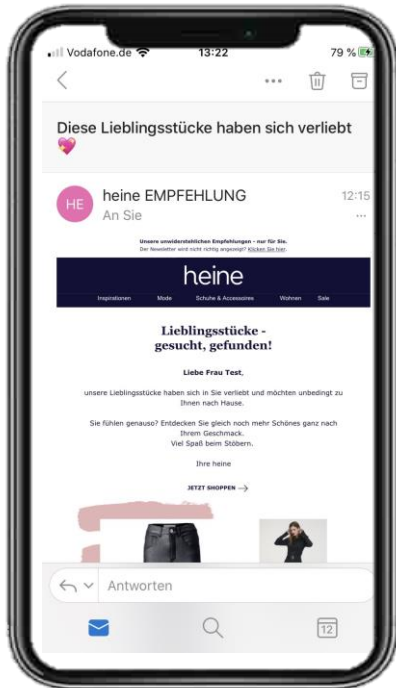 Vodafone.de 13:22 79 %
Diese Lieblingsstücke haben sich verliebt
💖
HE heine EMPFEHLUNG 12:15
An Sie
Unsere unwiderstehlichen Empfehlungen - nur für Sie.
Der Newsletter wird nicht richtig angezeigt? Klicken Sie hier.
heine
Inspirationen Mode Schuhe & Accessoires Wohnen Sale
Lieblingsstücke -
gesucht, gefunden!
Liebe Frau Test,
unsere Lieblingsstücke haben sich in Sie verliebt und möchten unbedingt zu
Ihnen nach Hause.
Sie fühlen genauso? Entdecken Sie gleich noch mehr Schönes ganz nach
Ihrem Geschmack.
Viel Spaß beim Stöbern.
Ihre heine
JETZT SHOPPEN →
Antworten
12